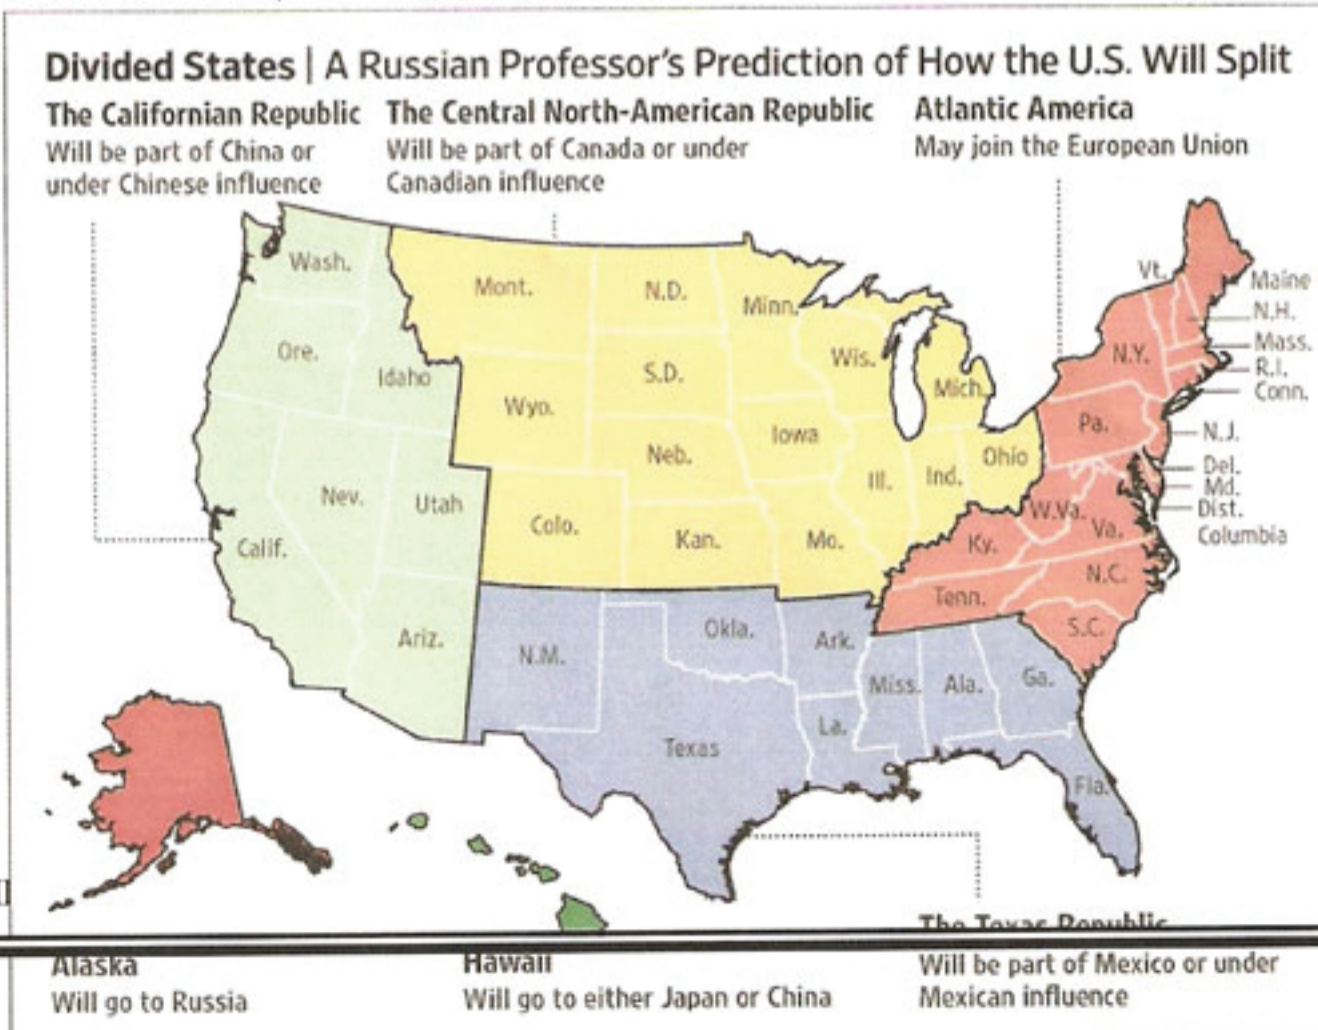 Divided States | A Russian Professor's Prediction of How the U.S. Will Split
The Californian Republic
Will be part of China or
under Chinese influence
The Central North-American Republic
Will be part of Canada or under
Canadian influence
Atlantic America
May join the European Union
Wash.
Ore.
Idaho
Calif.
Nev.
Utah
Ariz.
Mont.
N.D.
Minn.
Wyo.
S.D.
Wis.
Mich.
Neb.
Iowa
Ill.
Ind.
Ohio
Colo.
Kan.
Mo.
Vt.
Maine
N.H.
Mass.
R.I.
Conn.
N.Y.
Pa.
N.J.
Del.
Md.
Dist.
Columbia
W.Va.
Va.
Ky.
N.C.
Tenn.
S.C.
N.M.
Okla.
Ark.
Texas
La.
Miss.
Ala.
Ga.
Fla.
The Texas Republic
Will be part of Mexico or under
Mexican influence
Alaska
Will go to Russia
Hawaii
Will go to either Japan or China